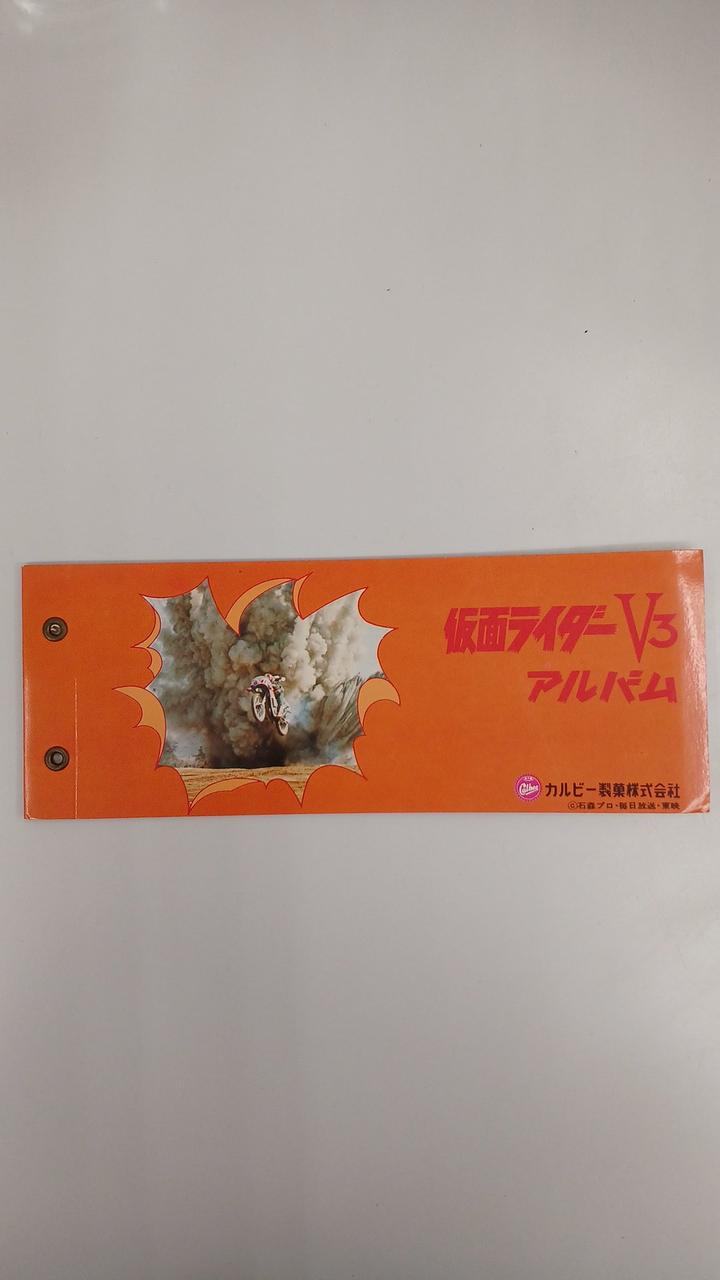 仮面ライダーV3
アルバム
Calbee カルビー製菓株式会社
©石森プロ・毎日放送・東映